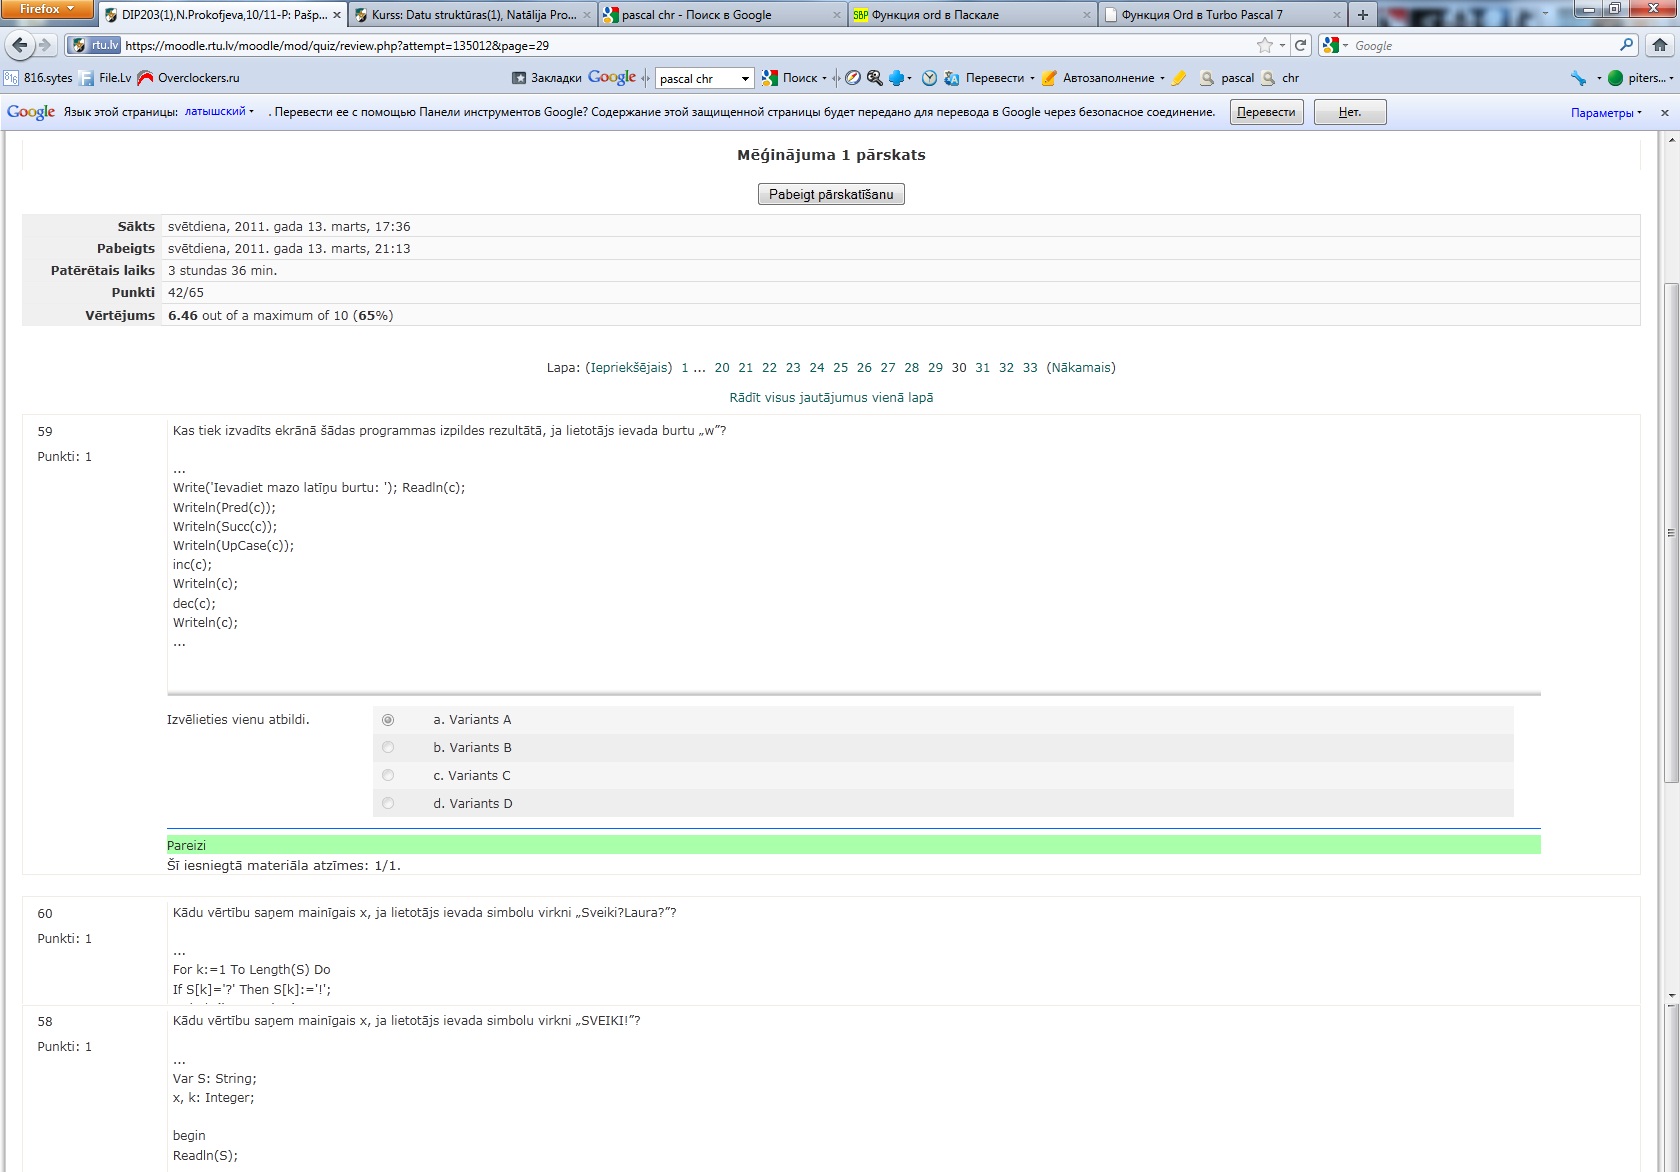 Firefox
DIP203(1),N.Prokofjeva,10/11-P: Pašp...
Kurss: Datu struktūras(1), Natālija Pro...
pascal chr - Поиск в Google
SBP Функция ord в Паскале
Функция Ord в Turbo Pascal 7
rtu.lv https://moodle.rtu.lv/moodle/mod/quiz/review.php?attempt=135012&page=29
Google
816.sytes File.Lv Overclockers.ru Закладки Google pascal chr Поиск Перевести Автозаполнение pascal chr piters...
Google Язык этой страницы: латышский . Перевести ее с помощью Панели инструментов Google? Содержание этой защищенной страницы будет передано для перевода в Google через безопасное соединение. Перевести Нет. Параметры
Mēģinājuma 1 pārskats
Pabeigt pārskatīšanu
Sākts svētdiena, 2011. gada 13. marts, 17:36
Pabeigts svētdiena, 2011. gada 13. marts, 21:13
Patērētais laiks 3 stundas 36 min.
Punkti 42/65
Vērtējums 6.46 out of a maximum of 10 (65%)
Lapa: (Iepriekšējais) 1 ... 20 21 22 23 24 25 26 27 28 29 30 31 32 33 (Nākamais)
Rādīt visus jautājumus vienā lapā
59 Kas tiek izvadīts ekrānā šādas programmas izpildes rezultātā, ja lietotājs ievada burtu „w”?
Punkti: 1
...
Write('Ievadiet mazo latīņu burtu: '); Readln(c);
Writeln(Pred(c));
Writeln(Succ(c));
Writeln(UpCase(c));
inc(c);
Writeln(c);
dec(c);
Writeln(c);
...
Izvēlieties vienu atbildi. a. Variants A
b. Variants B
c. Variants C
d. Variants D
Pareizi
Šī iesniegtā materiāla atzīmes: 1/1.
60 Kādu vērtību saņem mainīgais x, ja lietotājs ievada simbolu virkni „Sveiki?Laura?”?
Punkti: 1
...
For k:=1 To Length(S) Do
If S[k]='?' Then S[k]:='!';
58 Kādu vērtību saņem mainīgais x, ja lietotājs ievada simbolu virkni „SVEIKI!”?
Punkti: 1
...
Var S: String;
x, k: Integer;
begin
Readln(S);